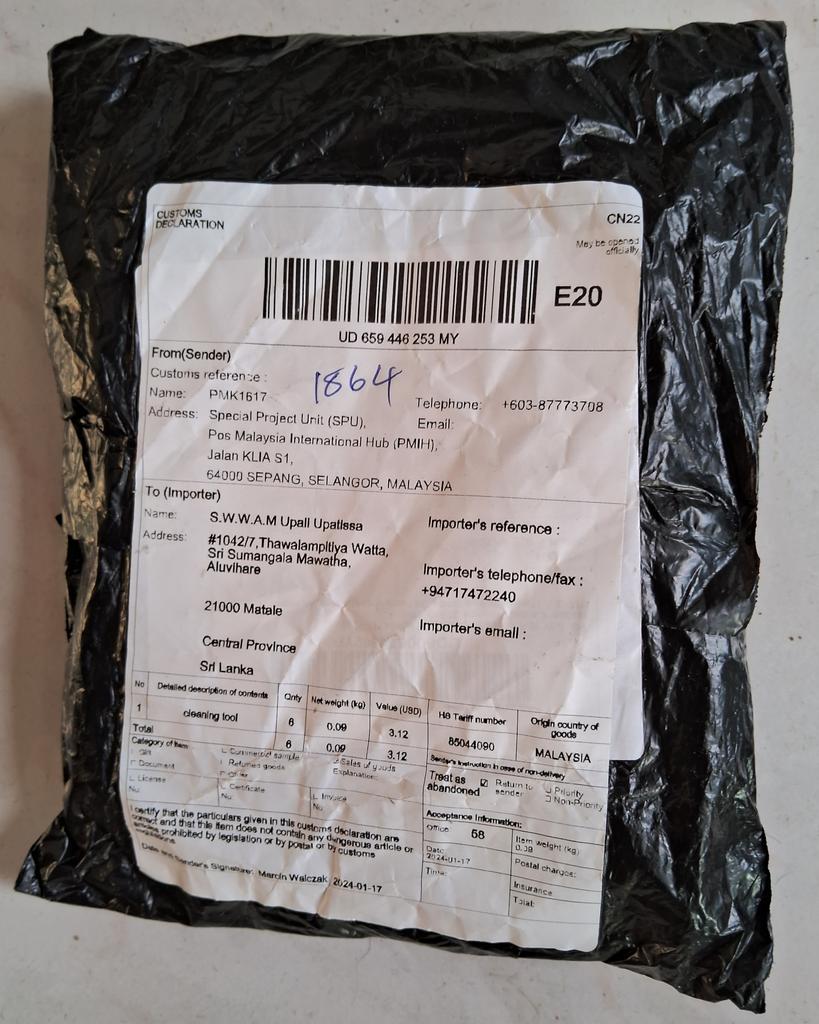 CUSTOMS
DECLARATION
CN22
May be opened
officially
E20
UD 659 446 253 MY
From(Sender)
Customs reference :
1864
Name: PMK1617
Telephone: +603-87773708
Address: Special Project Unit (SPU),
Email:
Pos Malaysia International Hub (PMIH),
Jalan KLIA S1,
64000 SEPANG, SELANGOR, MALAYSIA
To (Importer)
Name: S.W.W.A.M Upali Upatissa
Importer's reference :
Address: #1042/7,Thawalampitiya Watta,
Sri Sumangala Mawatha,
Aluvihare
Importer's telephone/fax :
+94717472240
21000 Matale
Importer's email :
Central Province
Sri Lanka
No Detailed description of contents Qnty Net weight (kg) Value (USD) HS Tariff number Origin country of goods
1 cleaning tool 6 0.09 3.12 85044090 MALAYSIA
Total 6 0.09 3.12
Category of item
Gift
Commercial sample
Sales of goods
Document
Returned goods
Explanation:
Other
License
Certificate
Invoice
No:
No:
No:
Sender's instruction in case of non-delivery
Treat as abandoned
Return to sender
Priority
Non-Priority
I certify that the particulars given in this customs declaration are
correct and that this item does not contain any dangerous article or
articles prohibited by legislation or by postal or by customs
regulations
Date and Sender's Signature: Marcin Walczak 2024-01-17
Acceptance Information:
Office: 58
Item weight (kg)
0.09
Date:
2024-01-17
Postal charges:
Time:
Insurance
Total: